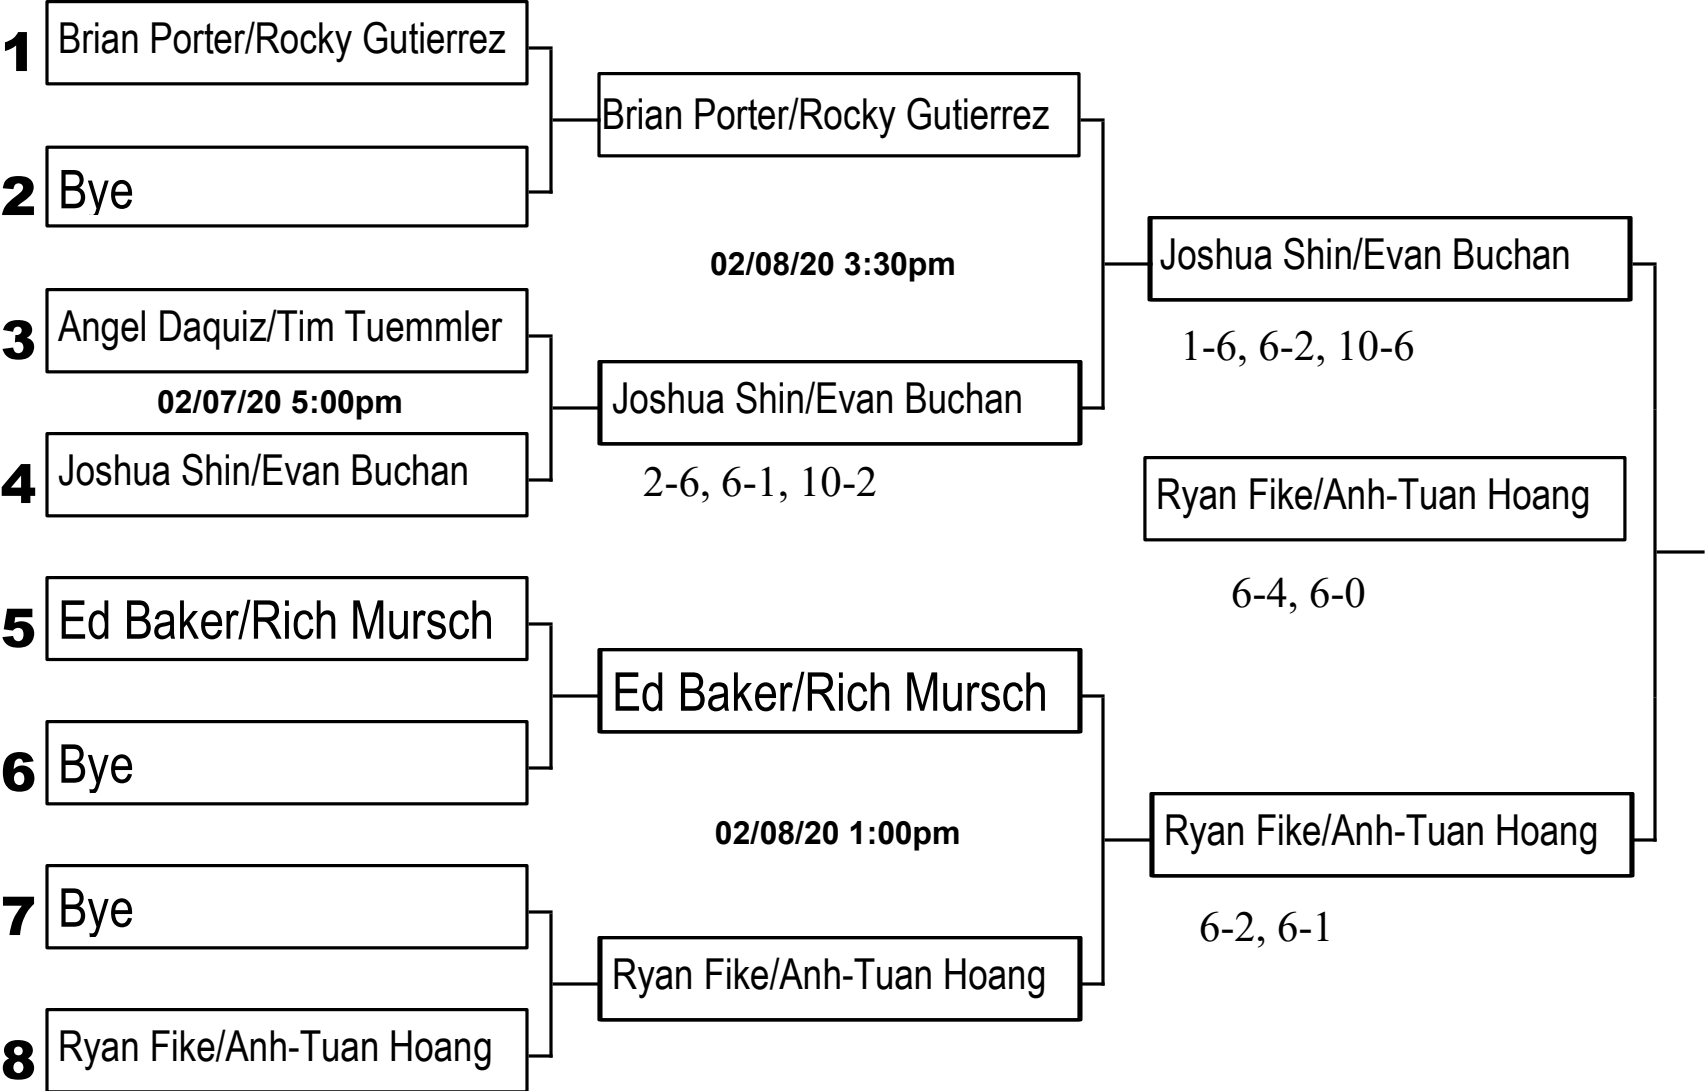 1 Brian Porter/Rocky Gutierrez
Brian Porter/Rocky Gutierrez
2 Bye
02/08/20 3:30pm
Joshua Shin/Evan Buchan
1-6, 6-2, 10-6
3 Angel Daquiz/Tim Tuemmler
02/07/20 5:00pm
Joshua Shin/Evan Buchan
4 Joshua Shin/Evan Buchan
2-6, 6-1, 10-2
Ryan Fike/Anh-Tuan Hoang
6-4, 6-0
5 Ed Baker/Rich Mursch
Ed Baker/Rich Mursch
6 Bye
02/08/20 1:00pm
Ryan Fike/Anh-Tuan Hoang
6-2, 6-1
7 Bye
Ryan Fike/Anh-Tuan Hoang
8 Ryan Fike/Anh-Tuan Hoang